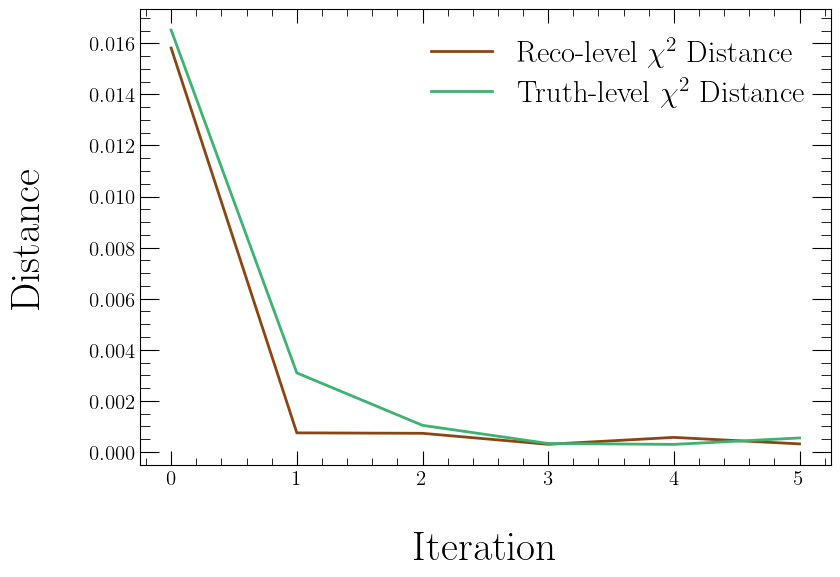 Reco-level χ² Distance
Truth-level χ² Distance
0.016
0.014
0.012
0.010
0.008
0.006
0.004
0.002
0.000
Distance
0 1 2 3 4 5
Iteration